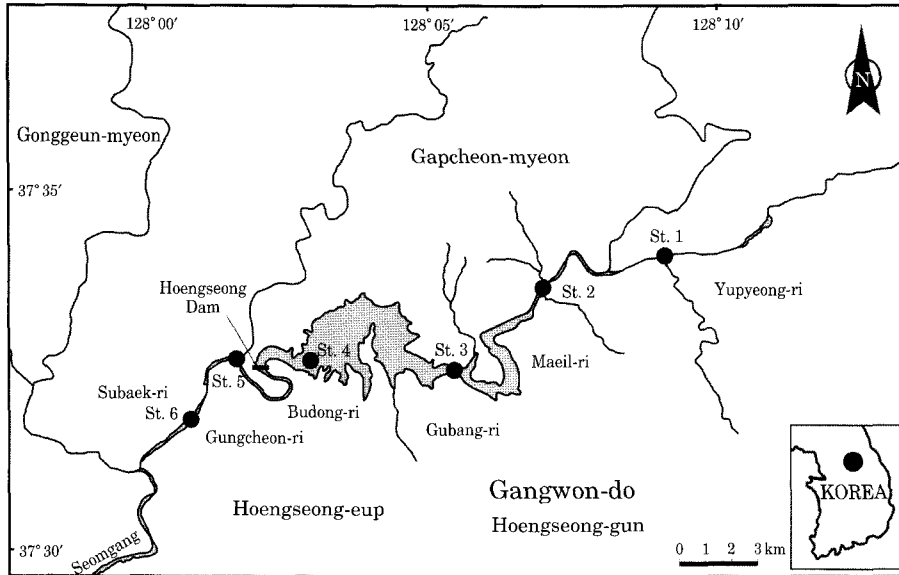 128° 00′
128° 05′
128° 10′
N
Gonggeun-myeon
Gapcheon-myeon
37° 35′
St. 1
Hoengseong
Dam
St. 2
Yupyeong-ri
St. 4
St. 3
Maeil-ri
St. 5
Subaek-ri
St. 6
Budong-ri
Gungcheon-ri
Gubang-ri
KOREA
Gangwon-do
Hoengseong-eup
Hoengseong-gun
37° 30′
Seomgang
0 1 2 3 km